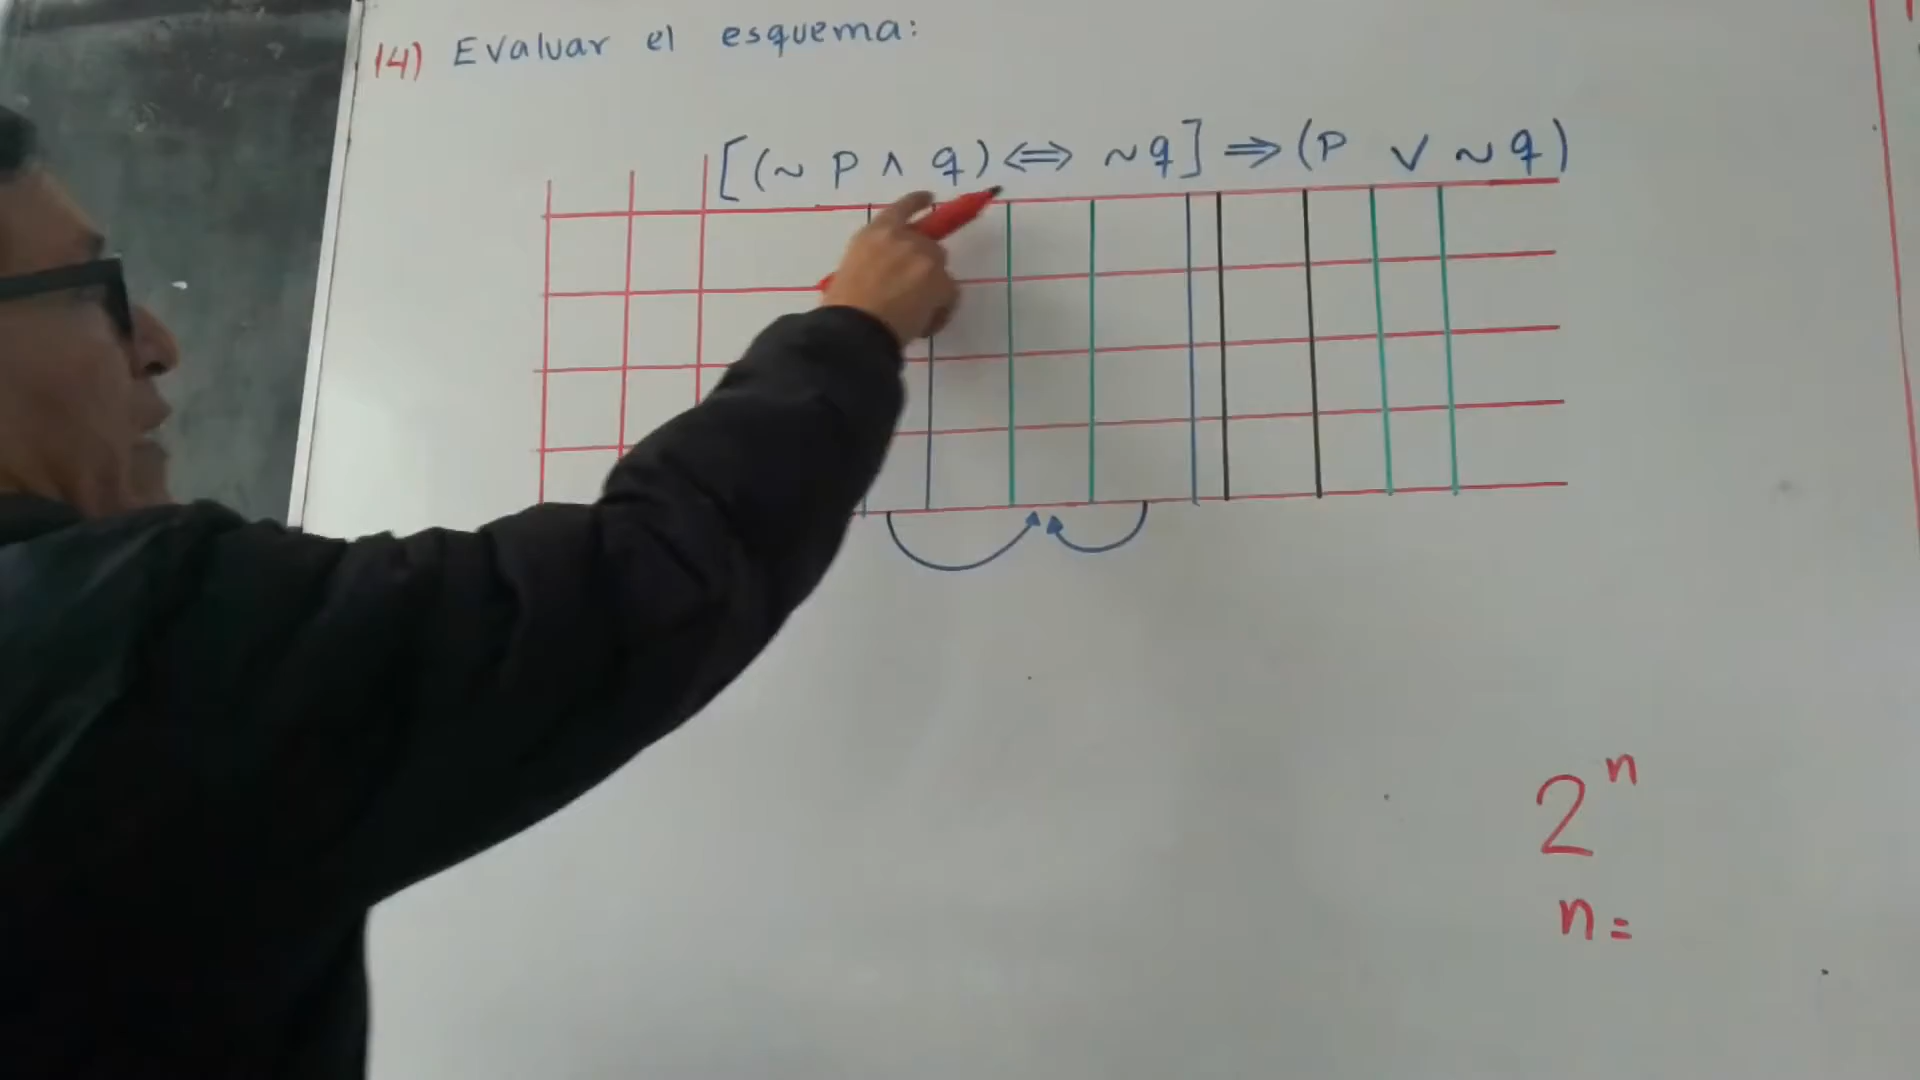 14) Evaluar el esquema:
[(~ p ∧ q) ⇔ ~q] ⇒ (p ∨ ~q)
2ⁿ
n =